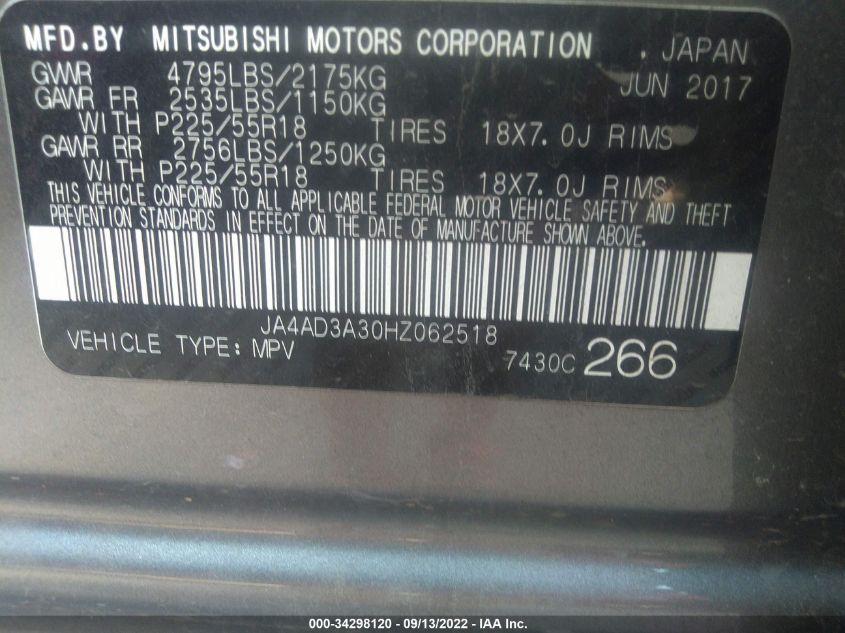 MFD.BY MITSUBISHI MOTORS CORPORATION . JAPAN
GVWR 4795LBS/2175KG JUN 2017
GAWR FR 2535LBS/1150KG
WITH P225/55R18 TIRES 18X7.0J RIMS
GAWR RR 2756LBS/1250KG
WITH P225/55R18 TIRES 18X7.0J RIMS
THIS VEHICLE CONFORMS TO ALL APPLICABLE FEDERAL MOTOR VEHICLE SAFETY AND THEFT
PREVENTION STANDARDS IN EFFECT ON THE DATE OF MANUFACTURE SHOWN ABOVE.
JA4AD3A30HZ062518
VEHICLE TYPE: MPV 7430C 266
000-34298120 - 09/13/2022 - IAA Inc.